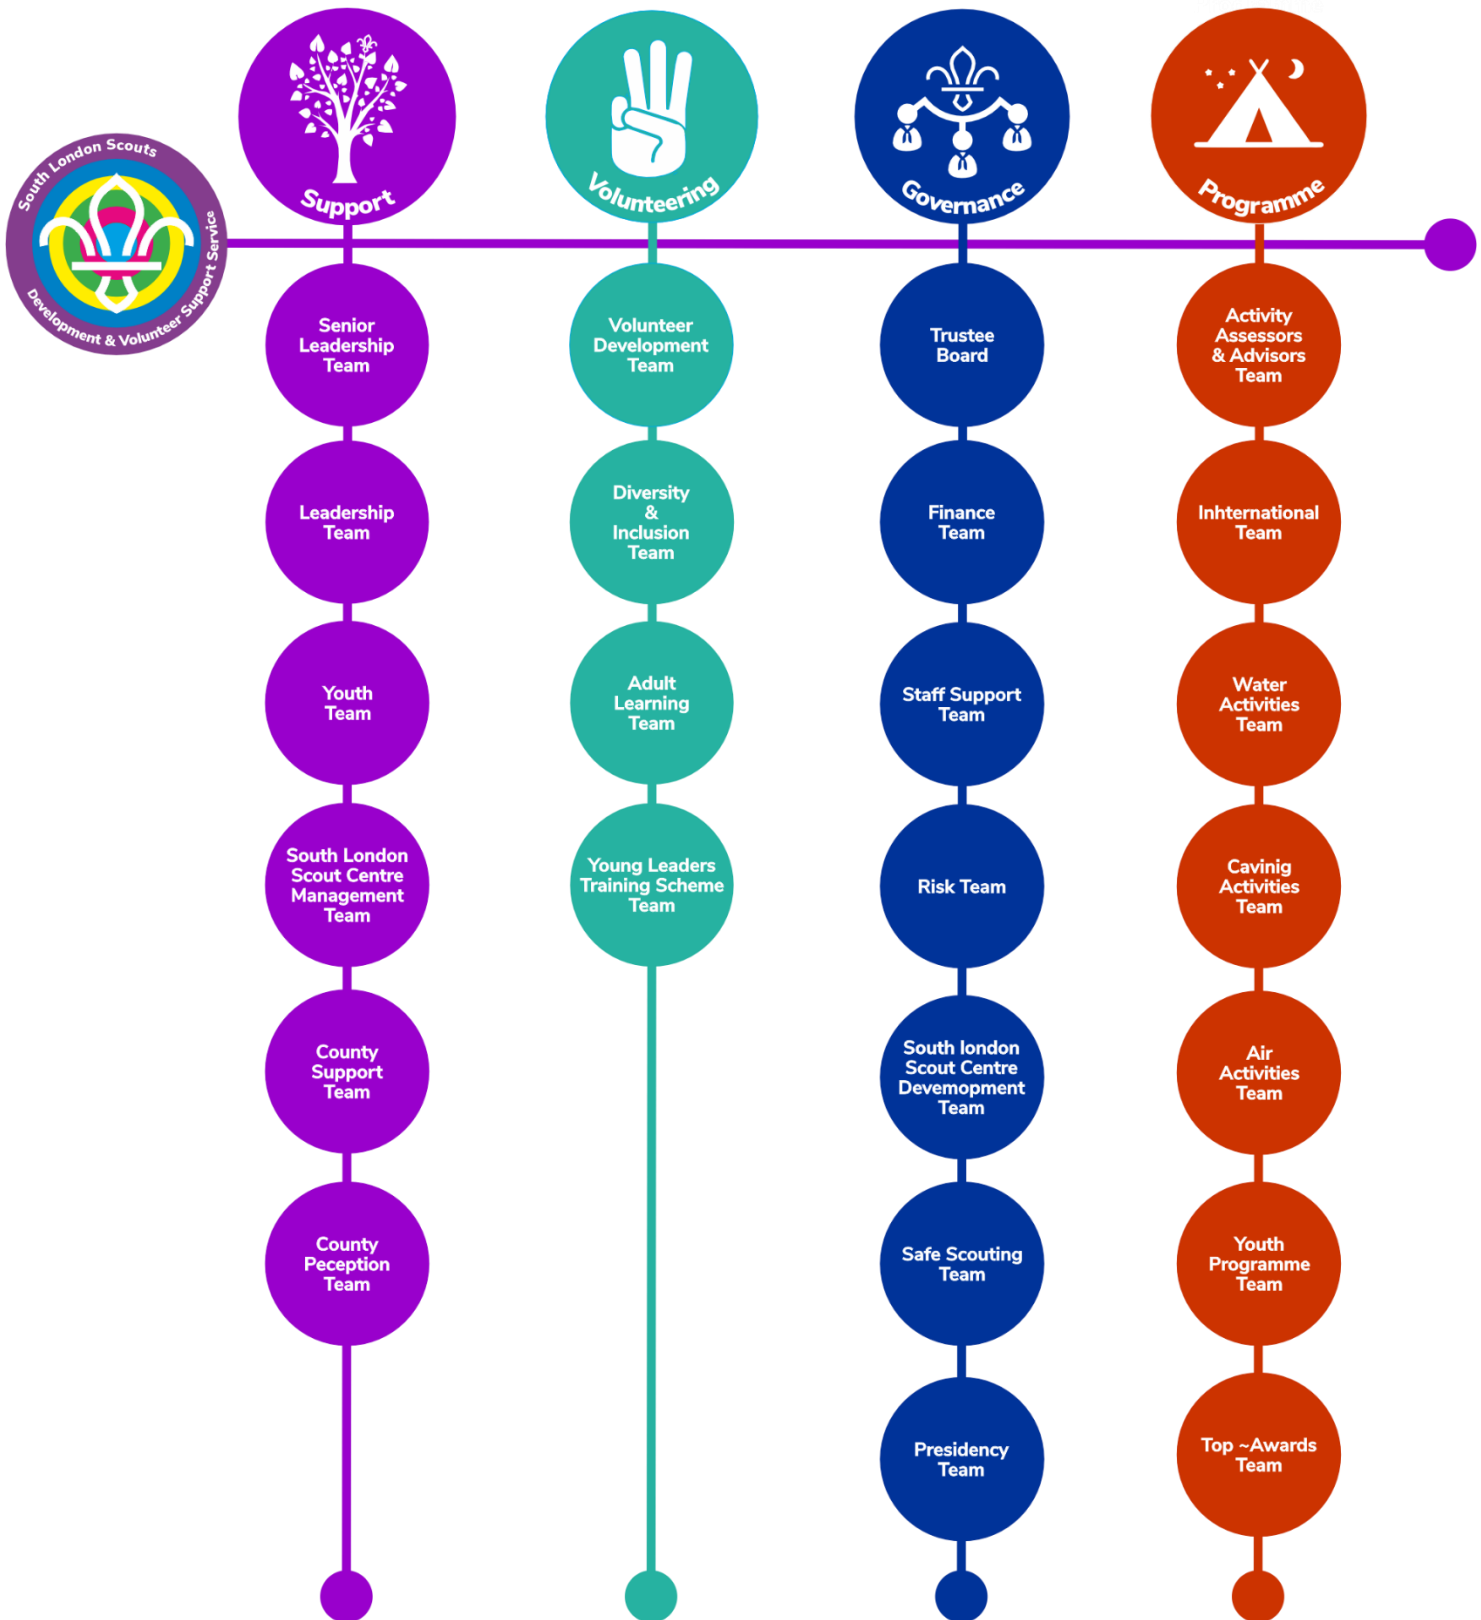 South London Scouts
Development & Volunteer Support Service
Support
Senior
Leadership
Team
Leadership
Team
Youth
Team
South London
Scout Centre
Management
Team
County
Support
Team
County
Peception
Team
Volunteering
Volunteer
Development
Team
Diversity
&
Inclusion
Team
Adult
Learning
Team
Young Leaders
Training Scheme
Team
Governance
Trustee
Board
Finance
Team
Staff Support
Team
Risk Team
South london
Scout Centre
Devemopment
Team
Safe Scouting
Team
Presidency
Team
Programme
Activity
Assessors
& Advisors
Team
Inhternational
Team
Water
Activities
Team
Cavinig
Activities
Team
Air
Activities
Team
Youth
Programme
Team
Top ~Awards
Team